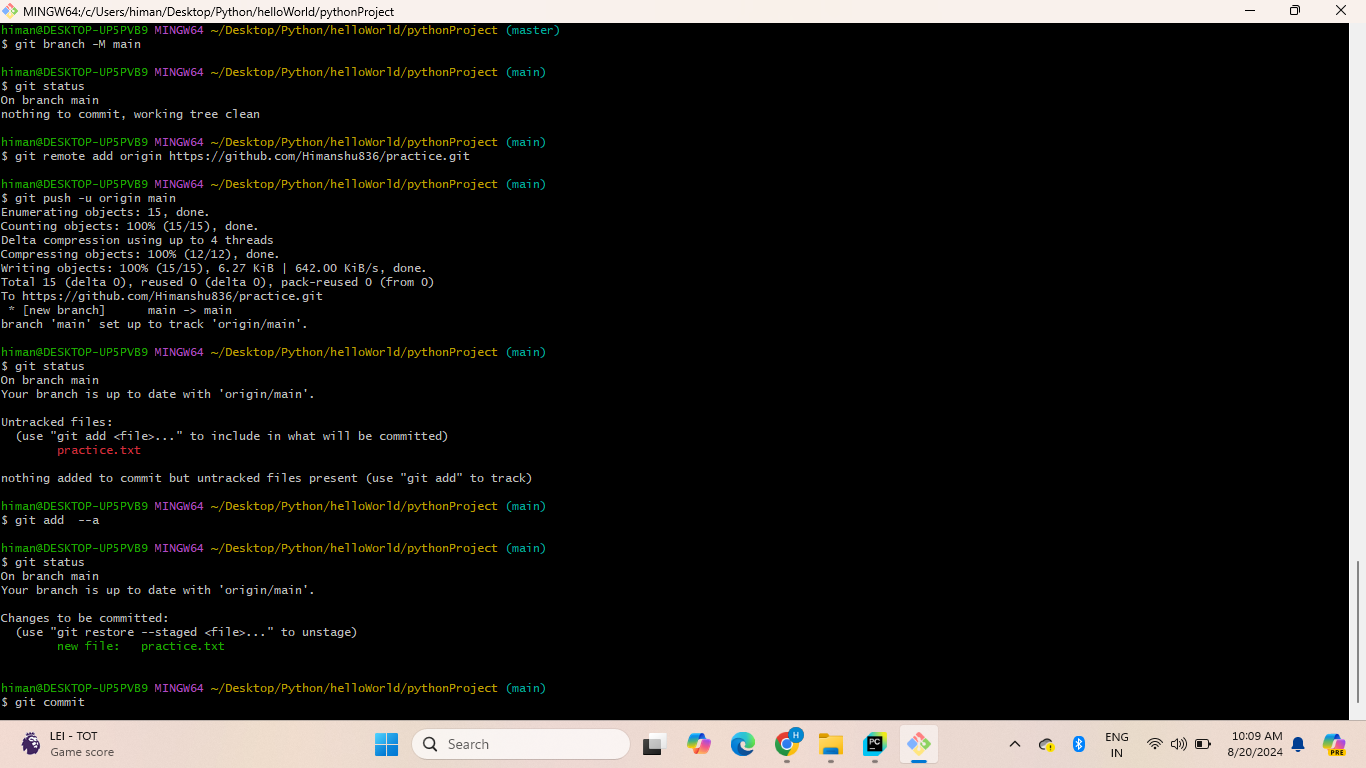 MINGW64:/c/Users/himan/Desktop/Python/helloWorld/pythonProject
himan@DESKTOP-UP5PVB9 MINGW64 ~/Desktop/Python/helloWorld/pythonProject (master)
$ git branch -M main
himan@DESKTOP-UP5PVB9 MINGW64 ~/Desktop/Python/helloWorld/pythonProject (main)
$ git status
On branch main
nothing to commit, working tree clean
himan@DESKTOP-UP5PVB9 MINGW64 ~/Desktop/Python/helloWorld/pythonProject (main)
$ git remote add origin https://github.com/Himanshu836/practice.git
himan@DESKTOP-UP5PVB9 MINGW64 ~/Desktop/Python/helloWorld/pythonProject (main)
$ git push -u origin main
Enumerating objects: 15, done.
Counting objects: 100% (15/15), done.
Delta compression using up to 4 threads
Compressing objects: 100% (12/12), done.
Writing objects: 100% (15/15), 6.27 KiB | 642.00 KiB/s, done.
Total 15 (delta 0), reused 0 (delta 0), pack-reused 0 (from 0)
To https://github.com/Himanshu836/practice.git
 * [new branch]      main -> main
branch 'main' set up to track 'origin/main'.
himan@DESKTOP-UP5PVB9 MINGW64 ~/Desktop/Python/helloWorld/pythonProject (main)
$ git status
On branch main
Your branch is up to date with 'origin/main'.
Untracked files:
  (use "git add <file>..." to include in what will be committed)
        practice.txt
nothing added to commit but untracked files present (use "git add" to track)
himan@DESKTOP-UP5PVB9 MINGW64 ~/Desktop/Python/helloWorld/pythonProject (main)
$ git add  --a
himan@DESKTOP-UP5PVB9 MINGW64 ~/Desktop/Python/helloWorld/pythonProject (main)
$ git status
On branch main
Your branch is up to date with 'origin/main'.
Changes to be committed:
  (use "git restore --staged <file>..." to unstage)
        new file:   practice.txt
himan@DESKTOP-UP5PVB9 MINGW64 ~/Desktop/Python/helloWorld/pythonProject (main)
$ git commit
LEI - TOT
Game score
Search
H
PC
ENG
IN
10:09 AM
8/20/2024
PRE